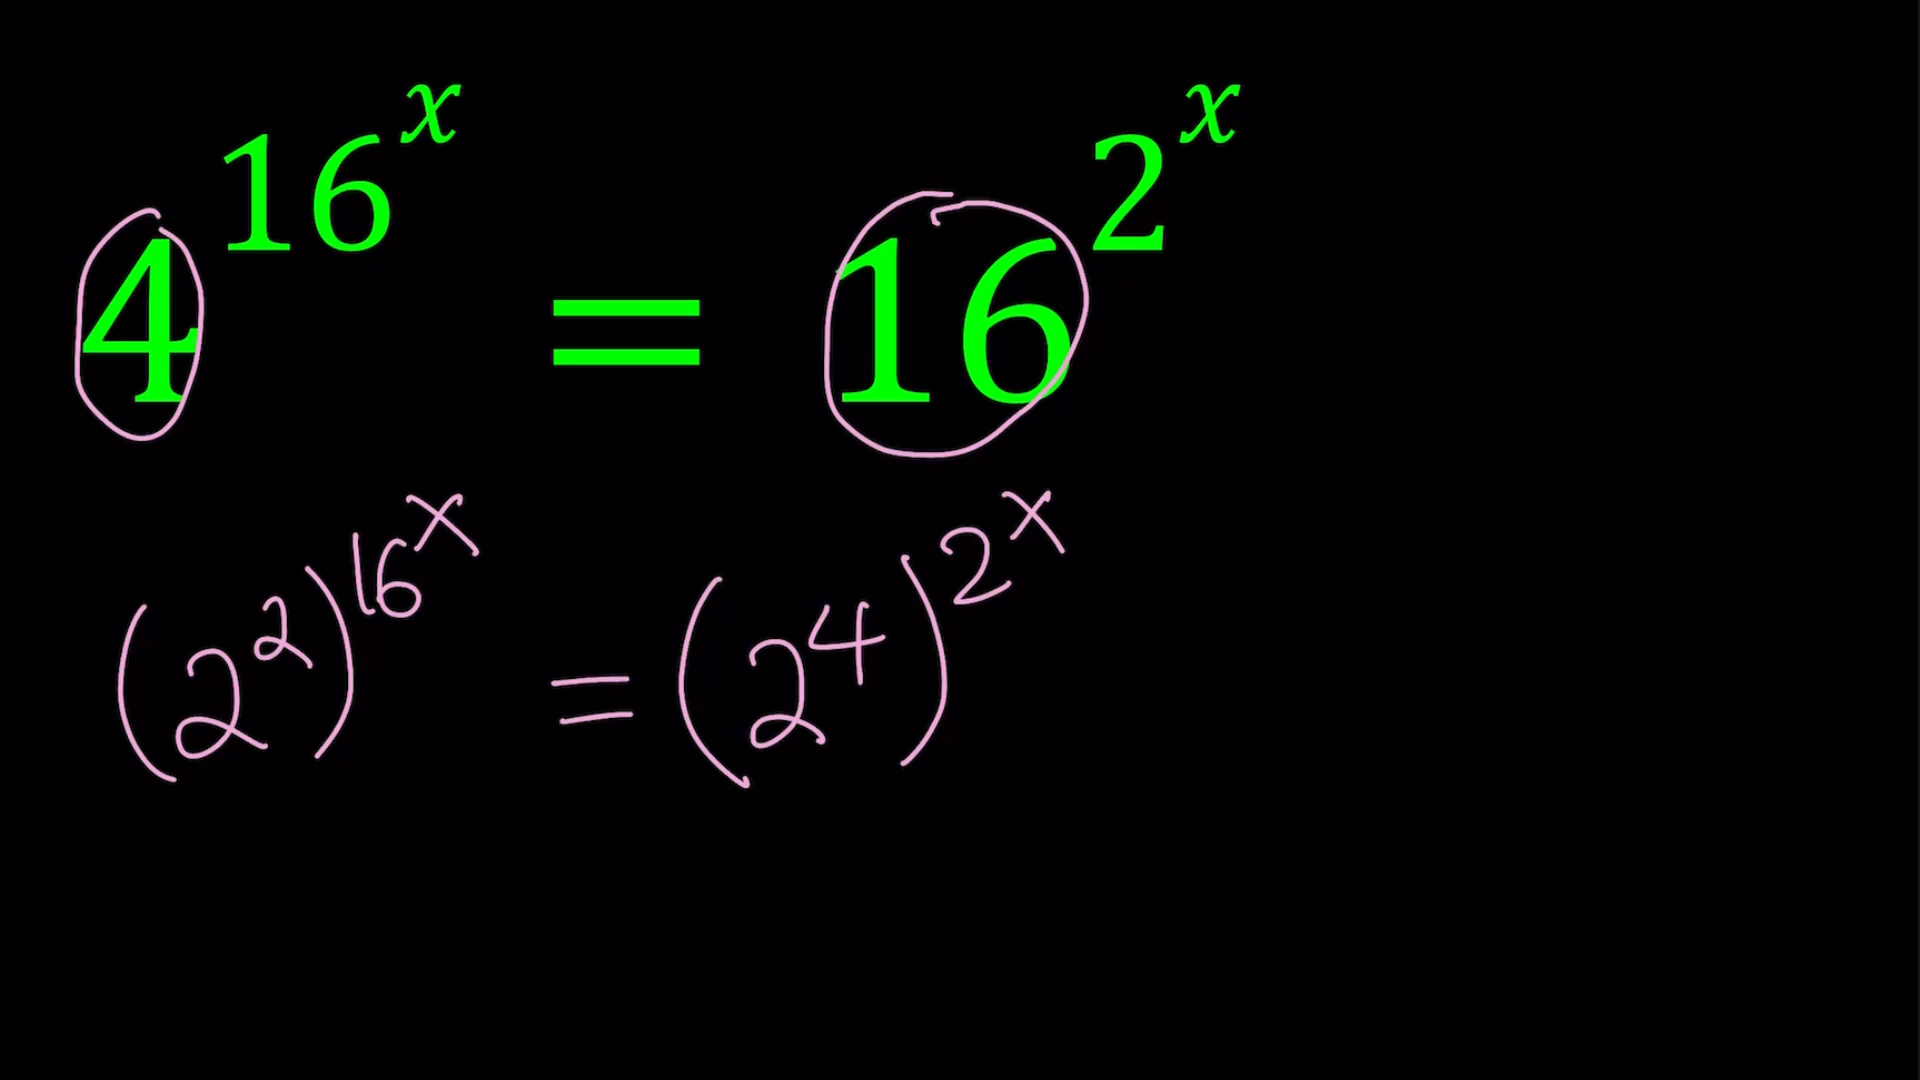 4^{16^x} = 16^{2^x}
(2^2)^{16^x} = (2^4)^{2^x}